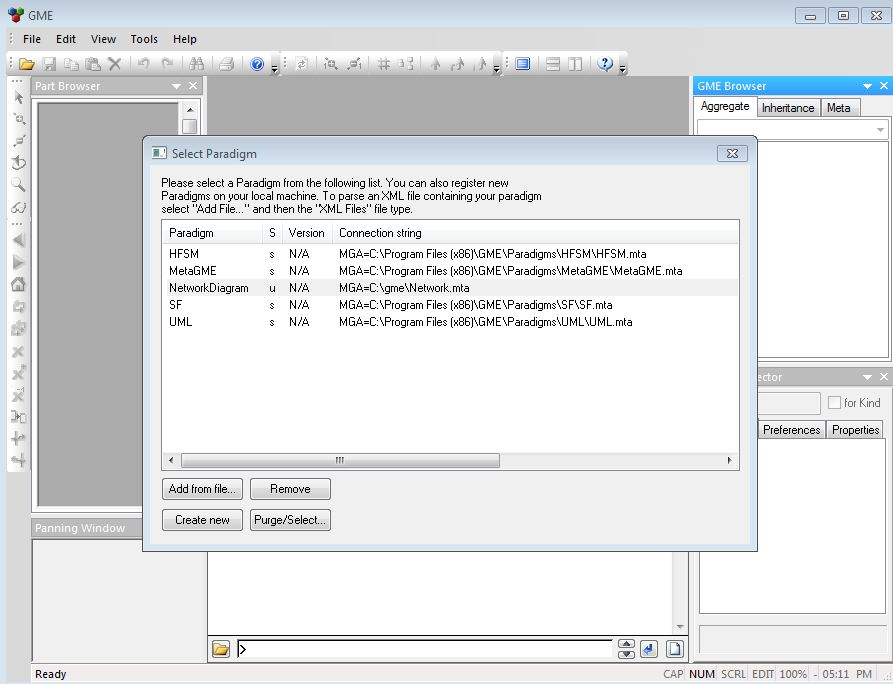 GME
File Edit View Tools Help
Part Browser
GME Browser
Aggregate Inheritance Meta
Select Paradigm
Please select a Paradigm from the following list. You can also register new
Paradigms on your local machine. To parse an XML file containing your paradigm
select "Add File..." and then the "XML Files" file type.
Paradigm S Version Connection string
HFSM s N/A MGA=C:\Program Files (x86)\GME\Paradigms\HFSM\HFSM.mta
MetaGME s N/A MGA=C:\Program Files (x86)\GME\Paradigms\MetaGME\MetaGME.mta
NetworkDiagram u N/A MGA=C:\gme\Network.mta
SF s N/A MGA=C:\Program Files (x86)\GME\Paradigms\SF\SF.mta
UML s N/A MGA=C:\Program Files (x86)\GME\Paradigms\UML\UML.mta
ector
for Kind
Preferences Properties
Add from file... Remove
Create new Purge/Select...
Panning Window
>
Ready CAP NUM SCRL EDIT 100% - 05:11 PM